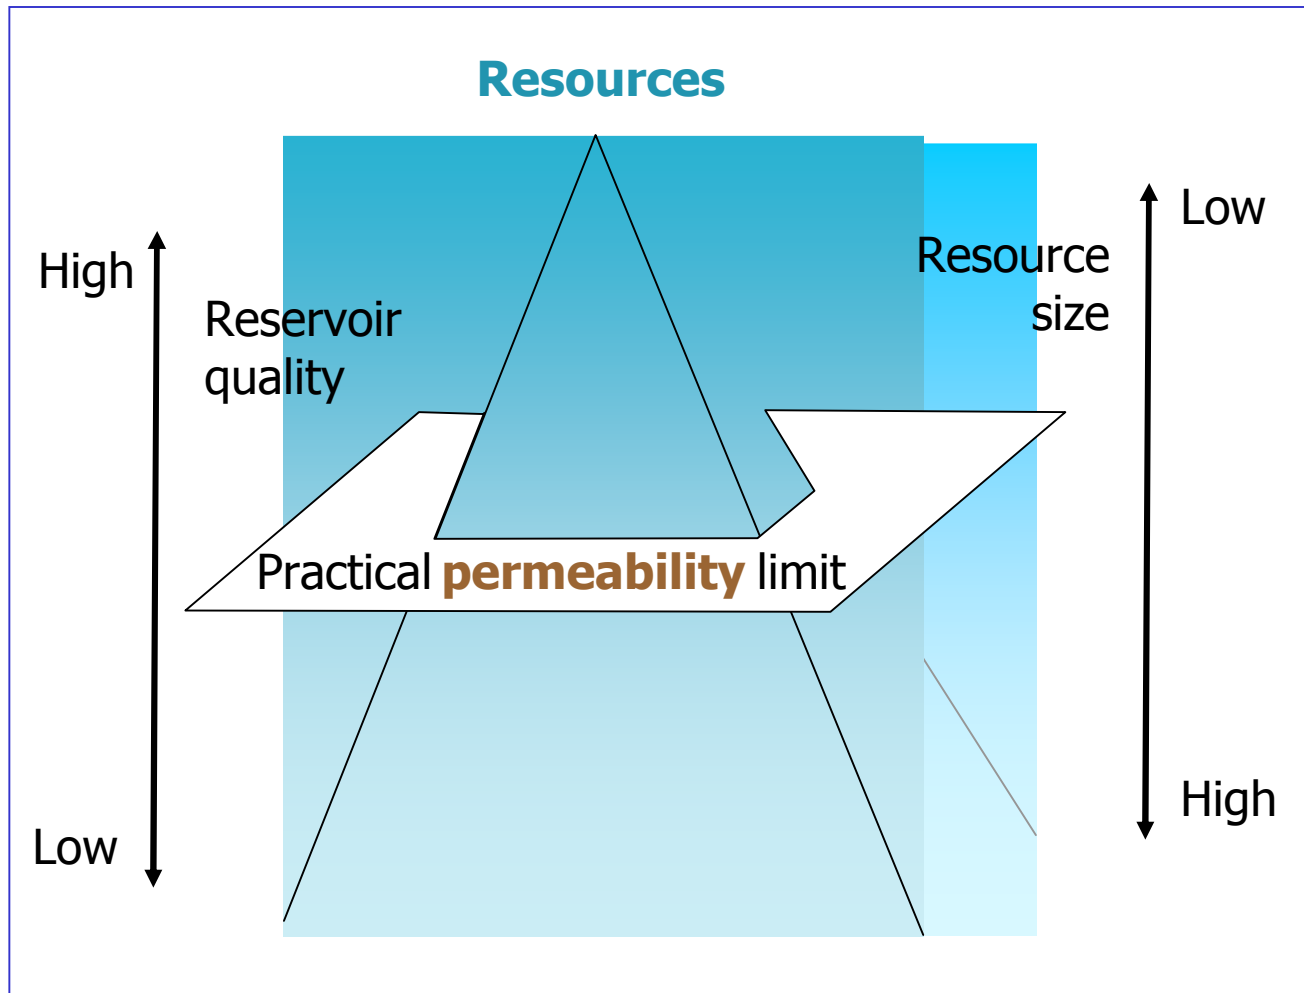 Resources
High
Reservoir
quality
Low
Resource
size
Practical permeability limit
Low
High